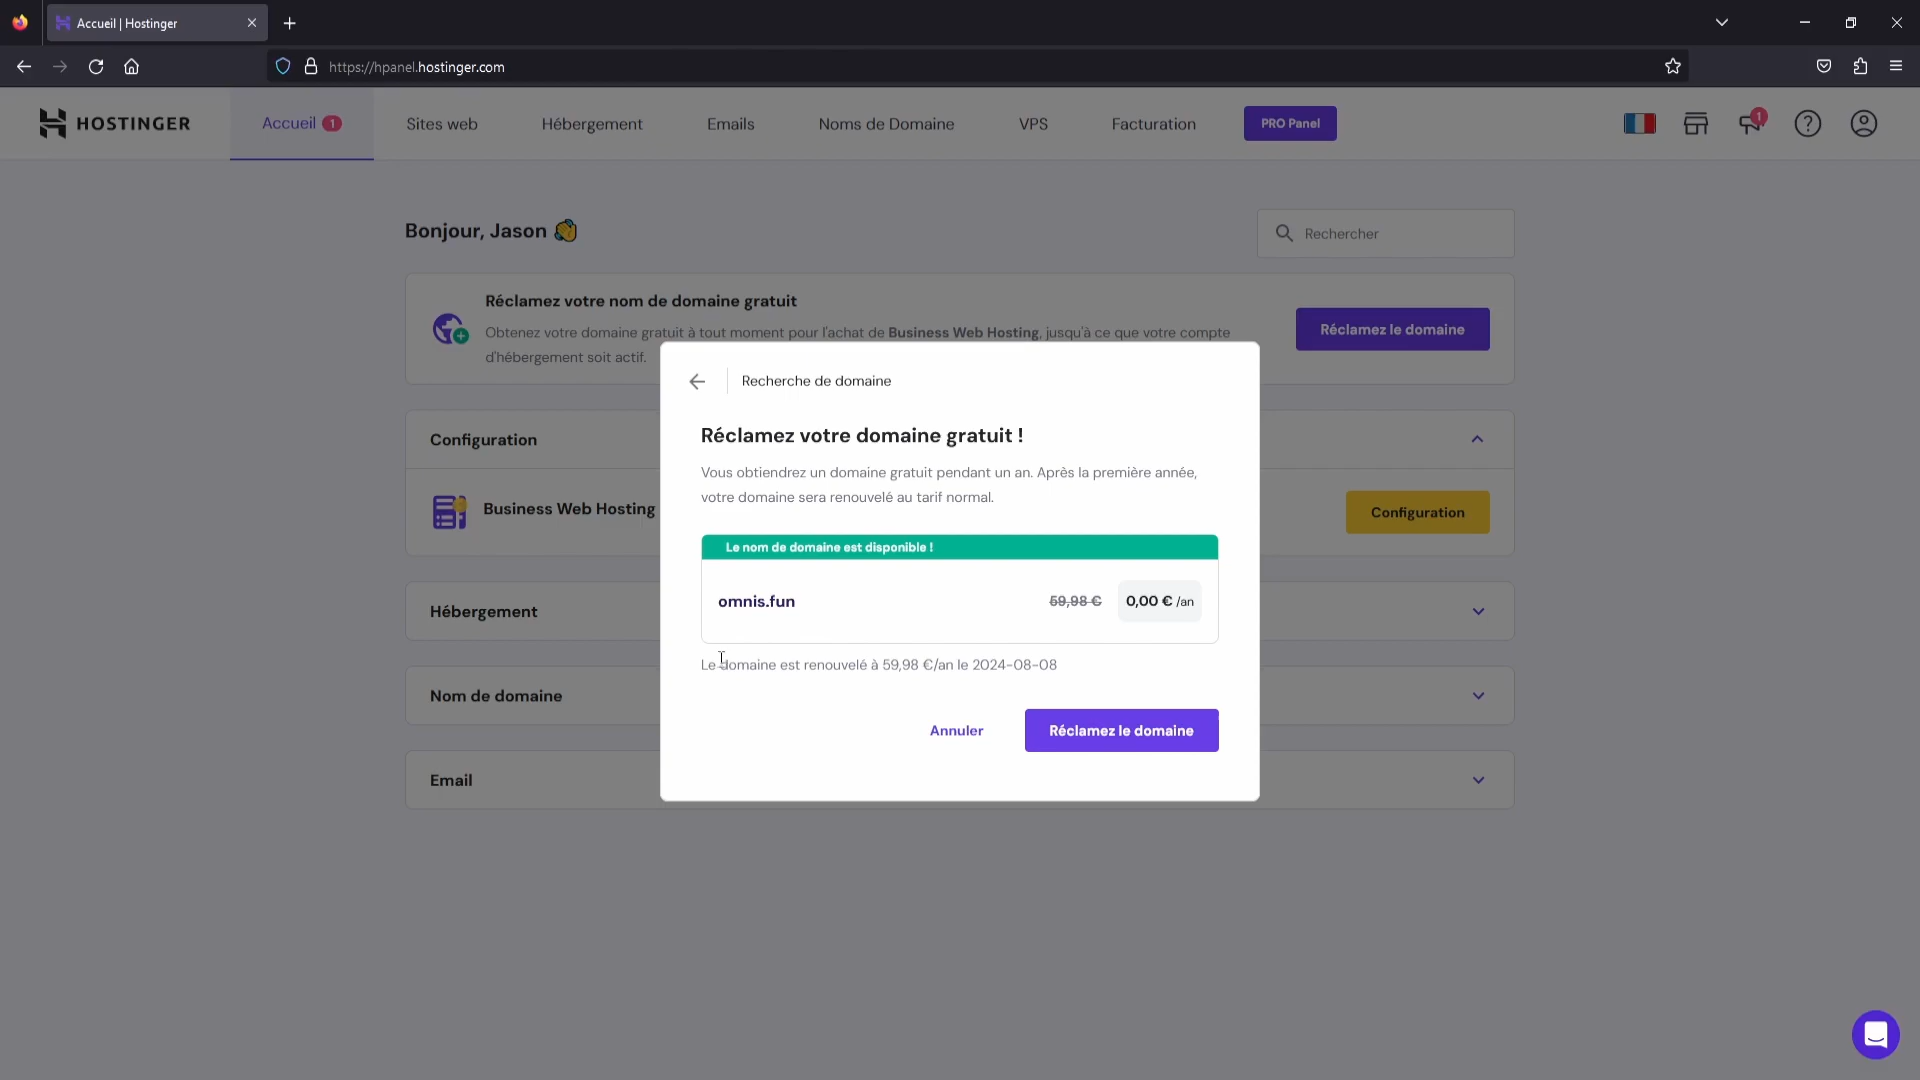 Accueil | Hostinger
https://hpanel.hostinger.com
HOSTINGER
Accueil 1
Sites web
Hébergement
Emails
Noms de Domaine
VPS
Facturation
PRO Panel
1
Bonjour, Jason
Rechercher
Réclamez votre nom de domaine gratuit
Obtenez votre domaine gratuit à tout moment pour l'achat de Business Web Hosting, jusqu'à ce que votre compte
d'hébergement soit actif.
Réclamez le domaine
Recherche de domaine
Réclamez votre domaine gratuit !
Vous obtiendrez un domaine gratuit pendant un an. Après la première année,
votre domaine sera renouvelé au tarif normal.
Le nom de domaine est disponible !
omnis.fun
59,98 €
0,00 € /an
Le domaine est renouvelé à 59,98 €/an le 2024-08-08
Annuler
Réclamez le domaine
Configuration
Business Web Hosting
Configuration
Hébergement
Nom de domaine
Email